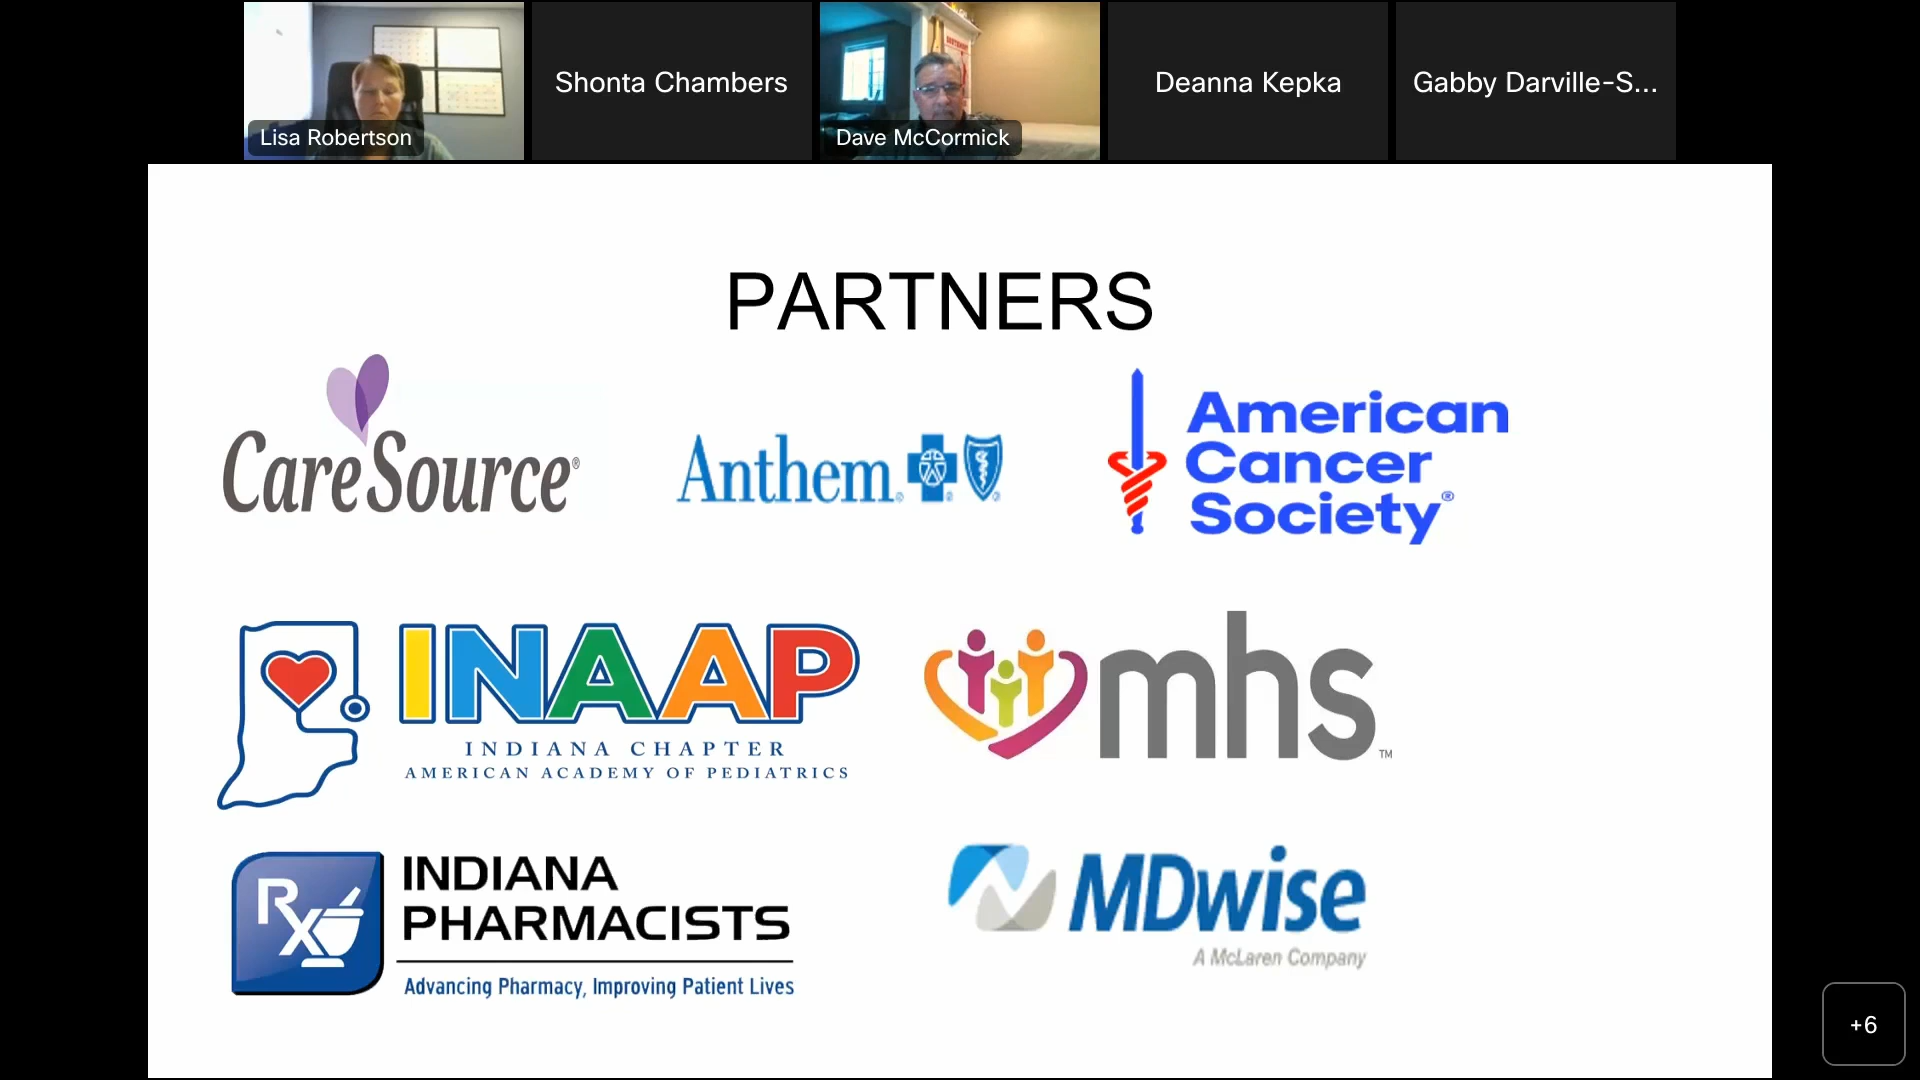 Lisa Robertson
Shonta Chambers
Dave McCormick
Deanna Kepka
Gabby Darville-S...
PARTNERS
CareSource®
Anthem
American
Cancer
Society®
INAAP
INDIANA CHAPTER
AMERICAN ACADEMY OF PEDIATRICS
mhs™
Rx
INDIANA
PHARMACISTS
Advancing Pharmacy, Improving Patient Lives
MDwise
A McLaren Company
+6